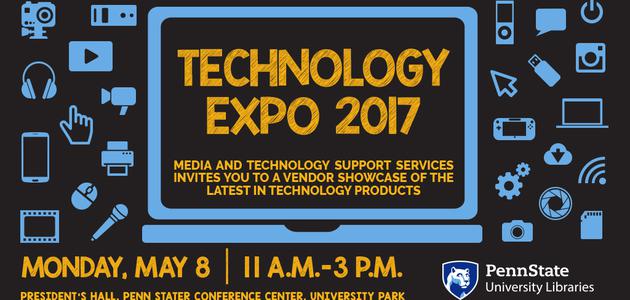 TECHNOLOGY
EXPO 2017
MEDIA AND TECHNOLOGY SUPPORT SERVICES
INVITES YOU TO A VENDOR SHOWCASE OF THE
LATEST IN TECHNOLOGY PRODUCTS
MONDAY, MAY 8 | 11 A.M.-3 P.M.
PRESIDENT'S HALL, PENN STATER CONFERENCE CENTER, UNIVERSITY PARK
PennState
University Libraries